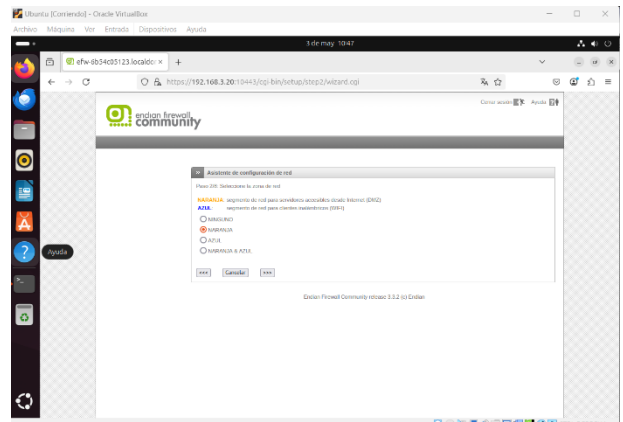 Ubuntu [Corriendo] - Oracle VirtualBox
Archivo Máquina Ver Entrada Dispositivos Ayuda
3 de may 10:47
efw-6b54c85123.localdor
https://192.168.3.20:10443/cgi-bin/setup/step2/wizard.cgi
Cerrar sesión Ayuda
endian firewall
community
Asistente de configuración de red
Paso 2/8: Seleccione la zona de red
NARANJA: segmento de red para servidores accesibles desde Internet (DMZ)
AZUL: segmento de red para clientes inalámbricos (WIFI)
NINGUNO
NARANJA
AZUL
NARANJA & AZUL
<<< Cancelar >>>
Ayuda
Endian Firewall Community release 3.3.2 (c) Endian